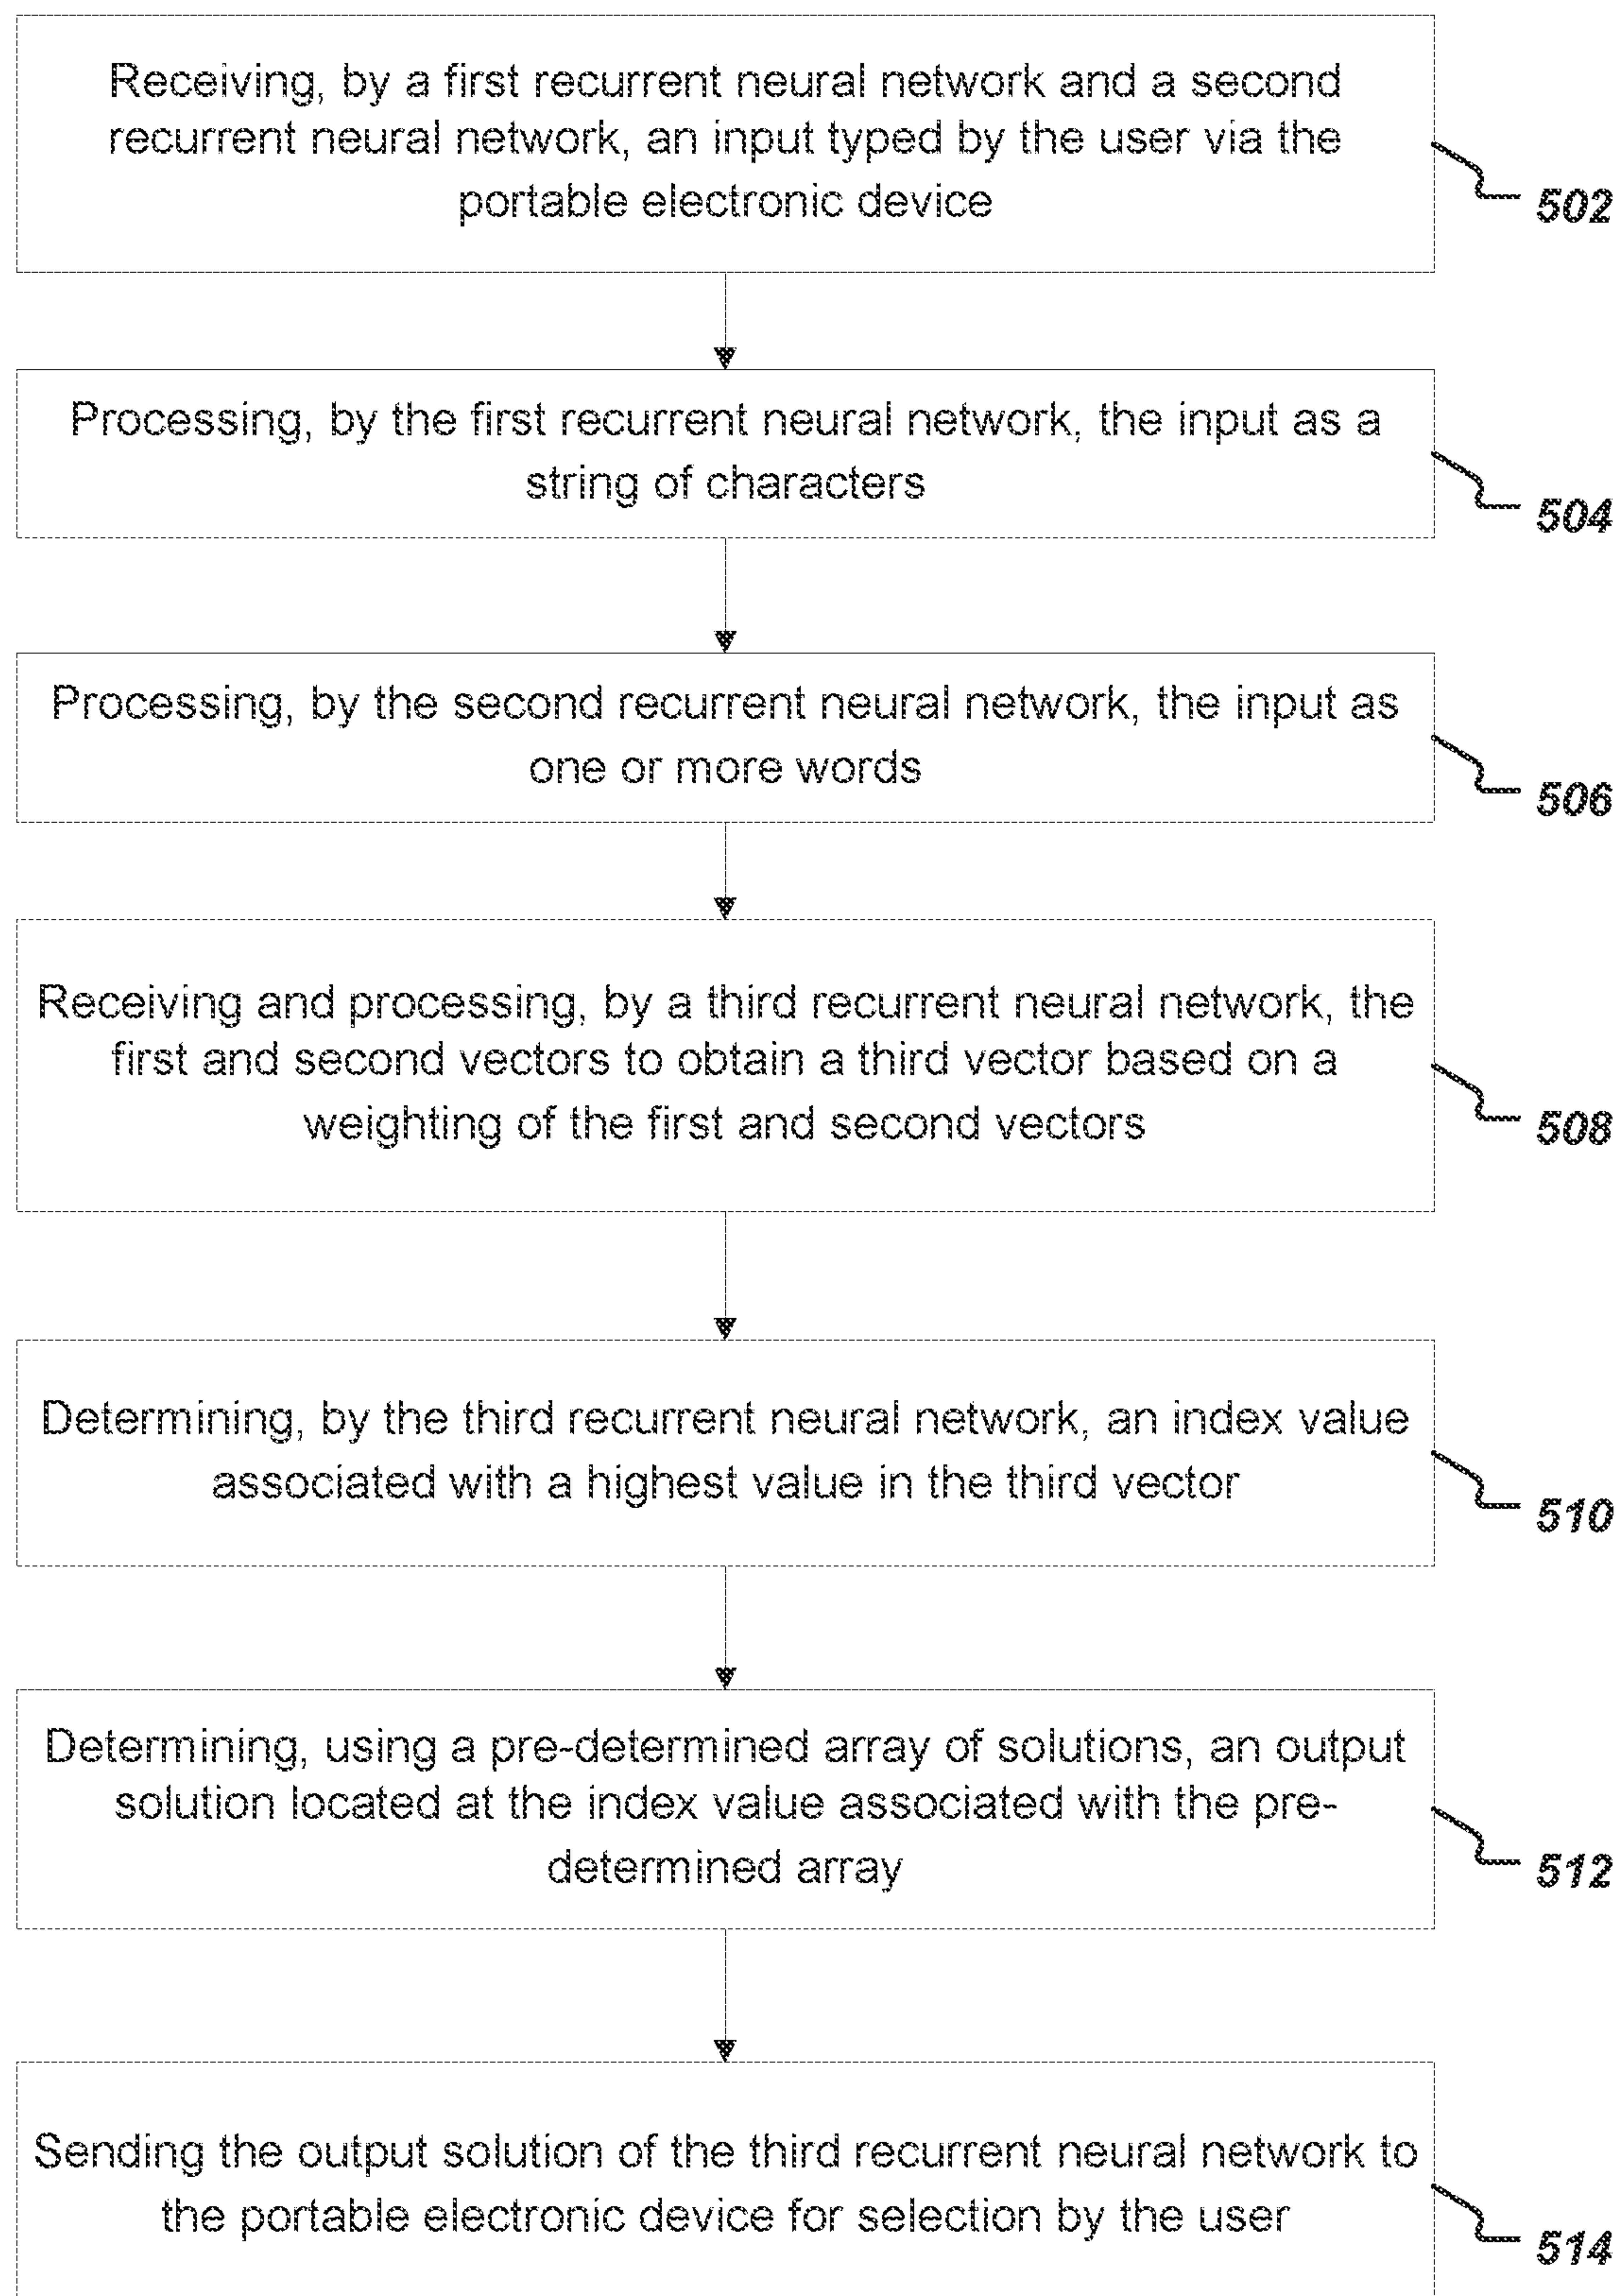 Receiving, by a first recurrent neural network and a second
recurrent neural network, an input typed by the user via the
portable electronic device
502
Processing, by the first recurrent neural network, the input as a
string of characters
504
Processing, by the second recurrent neural network, the input as
one or more words
506
Receiving and processing, by a third recurrent neural network, the
first and second vectors to obtain a third vector based on a
weighting of the first and second vectors
508
Determining, by the third recurrent neural network, an index value
associated with a highest value in the third vector
510
Determining, using a pre-determined array of solutions, an output
solution located at the index value associated with the pre-
determined array
512
Sending the output solution of the third recurrent neural network to
the portable electronic device for selection by the user
514